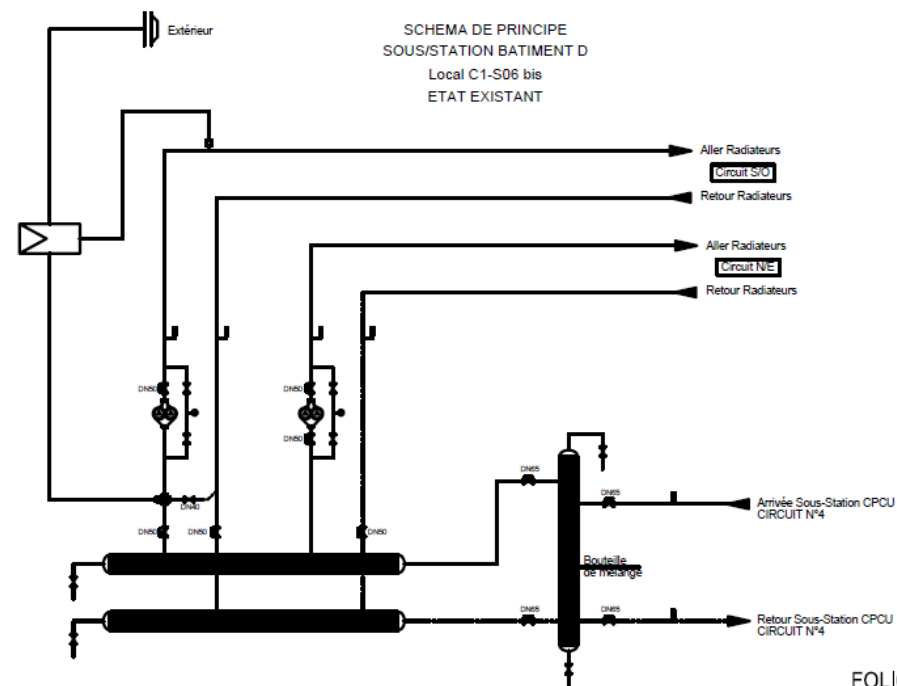 SCHEMA DE PRINCIPE
SOUS/STATION BATIMENT D
Local C1-S06 bis
ETAT EXISTANT
Extérieur
Aller Radiateurs
Circuit S/O
Retour Radiateurs
Aller Radiateurs
Circuit N/E
Retour Radiateurs
DN50
DN50
DN50
DN65
DN65
Arrivée Sous-Station CPCU
CIRCUIT N°4
DN40
DN50
DN50
DN50
Bouteille
de mélange
DN65
DN65
Retour Sous-Station CPCU
CIRCUIT N°4